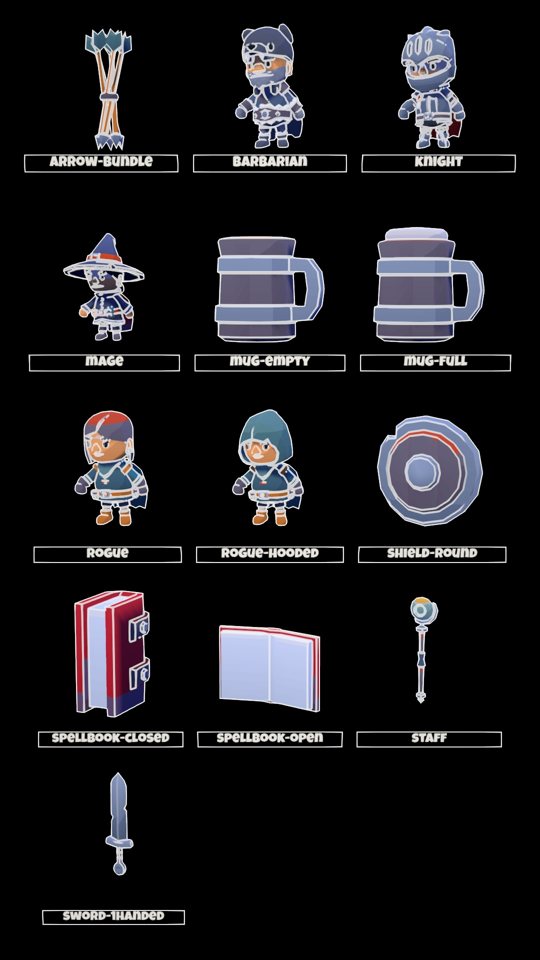 ARROW-BUNDLE
BARBARIAN
KNIGHT
MAGE
MUG-EMPTY
MUG-FULL
ROGUE
ROGUE-HOODED
SHIELD-ROUND
SPELLBOOK-CLOSED
SPELLBOOK-OPEN
STAFF
SWORD-1HANDED